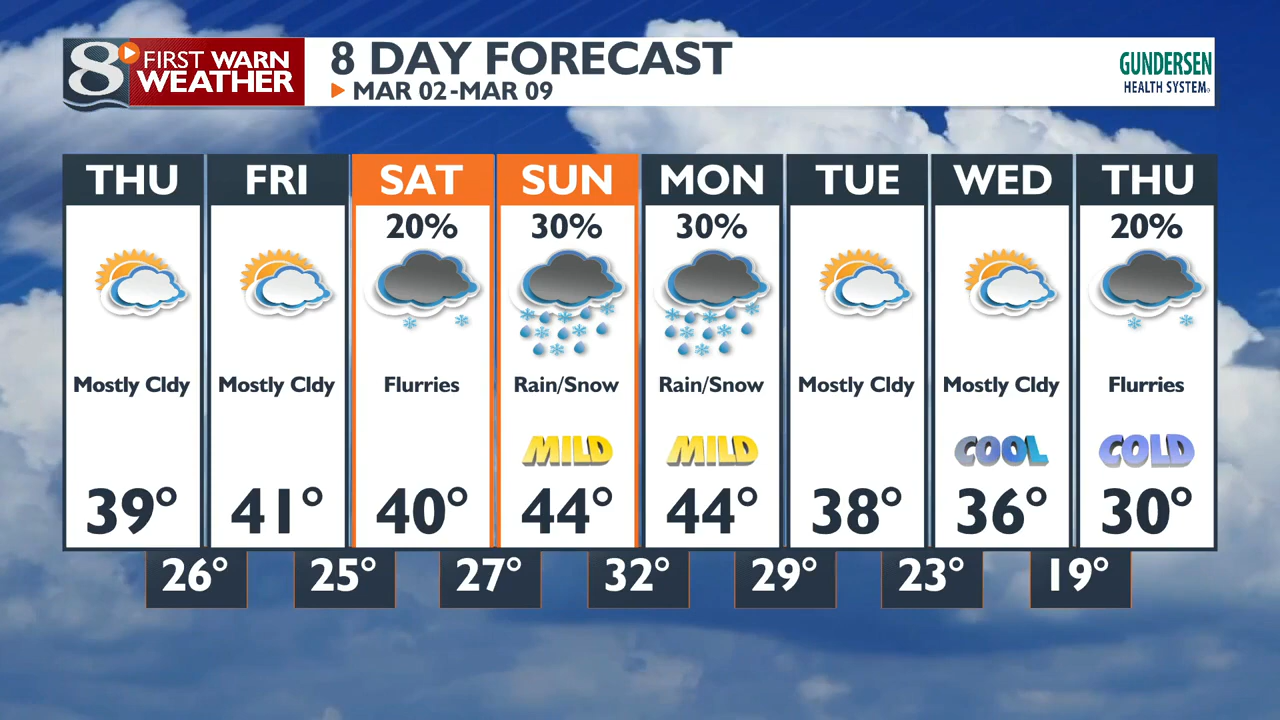 8 FIRST WARN
WEATHER
8 DAY FORECAST
MAR 02-MAR 09
GUNDERSEN
HEALTH SYSTEM®
THU FRI SAT SUN MON TUE WED THU
20% 30% 30% 20%
Mostly Cldy Mostly Cldy Flurries Rain/Snow Rain/Snow Mostly Cldy Mostly Cldy Flurries
MILD MILD COOL COLD
39° 41° 40° 44° 44° 38° 36° 30°
26° 25° 27° 32° 29° 23° 19°